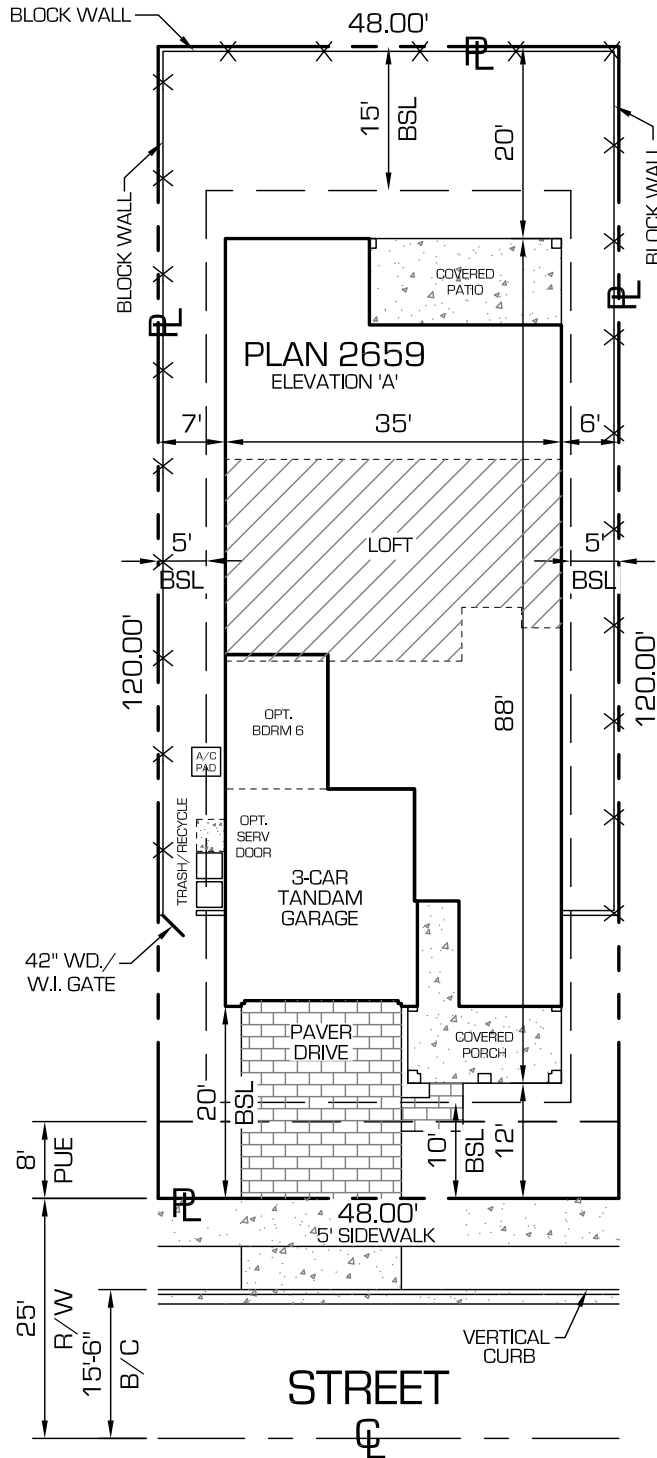 BLOCK WALL
48.00'
PL
15'
BSL
20'
BLOCK WALL
BLOCK WALL
COVERED
PATIO
PL
PL
PLAN 2659
ELEVATION 'A'
7'
35'
6'
5'
BSL
LOFT
5'
BSL
120.00'
120.00'
88'
OPT.
BDRM 6
A/C
PAD
TRASH/RECYCLE
OPT.
SERV
DOOR
3-CAR
TANDAM
GARAGE
42" WD./
W.I. GATE
PAVER
DRIVE
COVERED
PORCH
20'
BSL
10'
BSL
12'
8'
PUE
PL
48.00'
5' SIDEWALK
25'
R/W
15'-6"
B/C
VERTICAL
CURB
STREET
CL